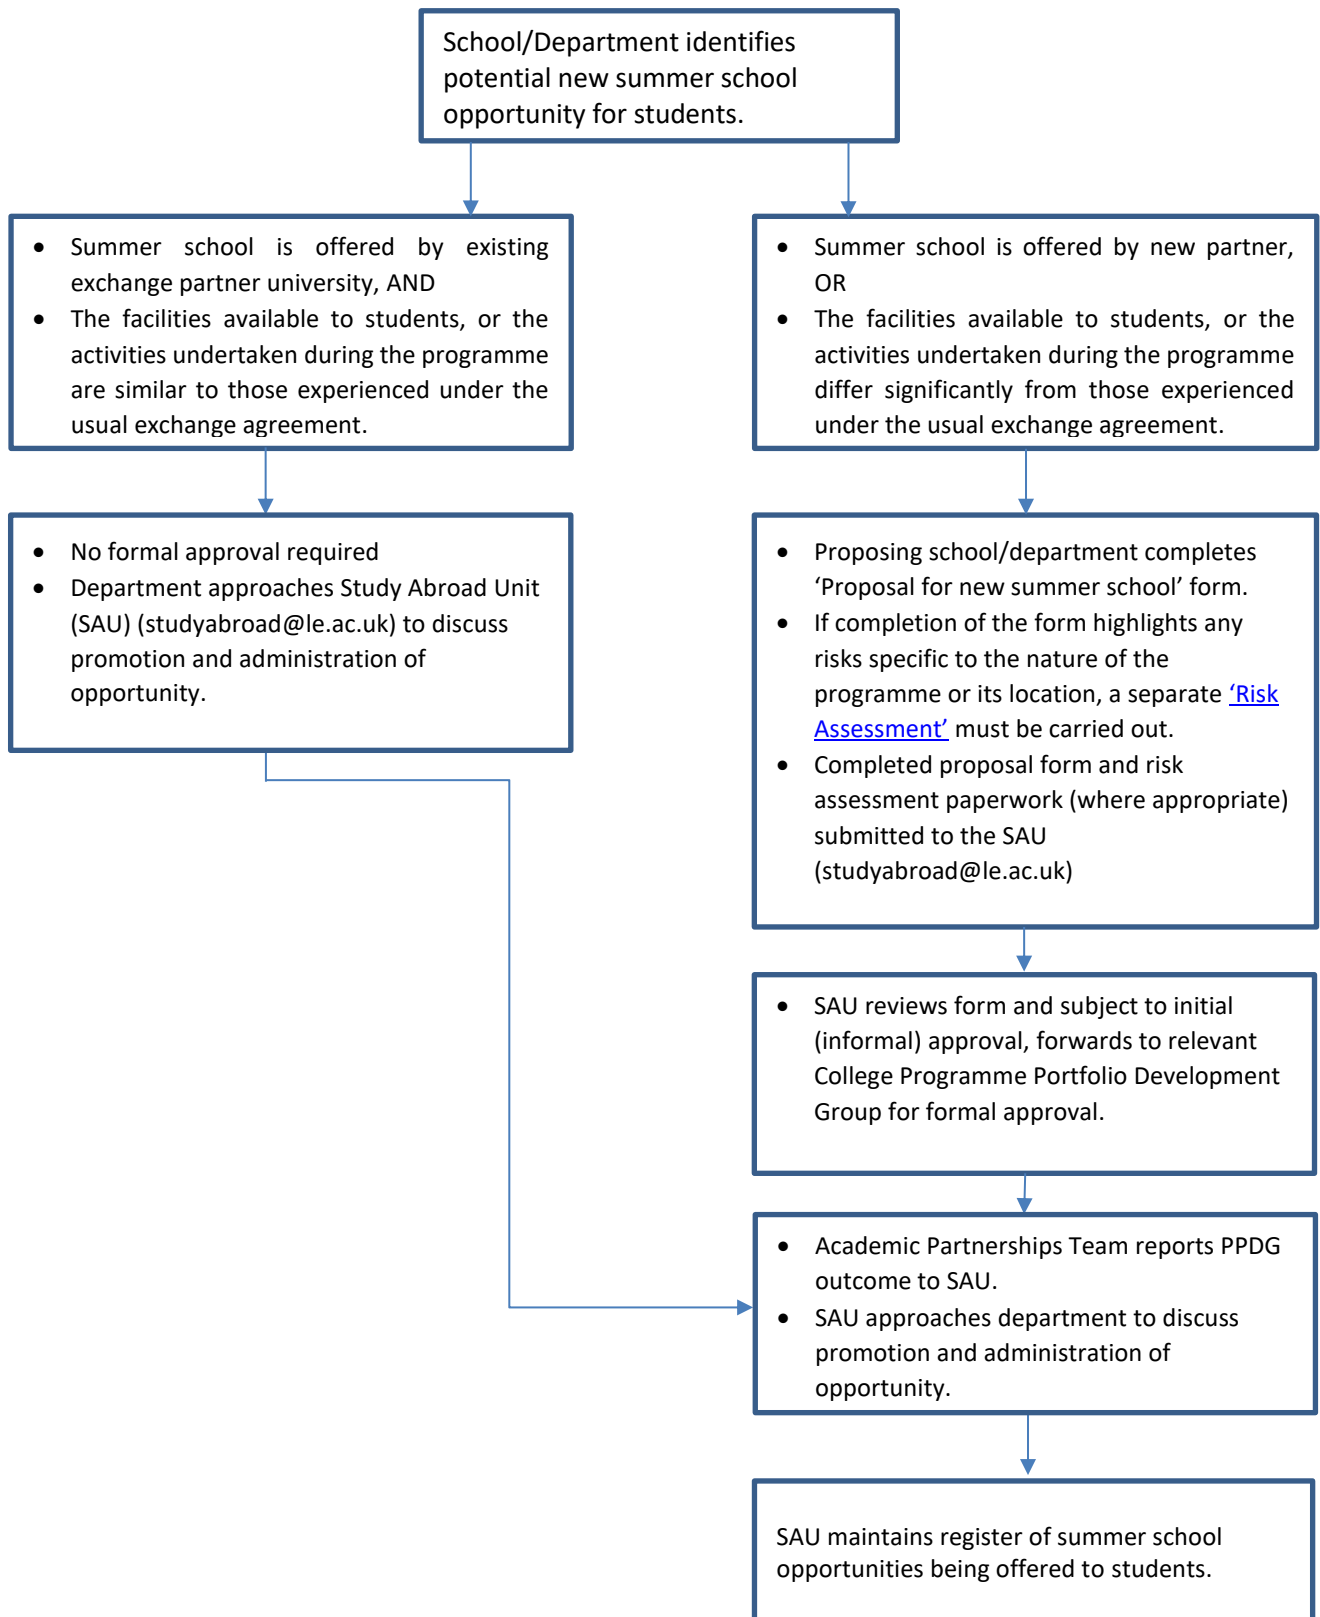 School/Department identifies
potential new summer school
opportunity for students.
• Summer school is offered by existing
exchange partner university, AND
• The facilities available to students, or the
activities undertaken during the programme
are similar to those experienced under the
usual exchange agreement.
• Summer school is offered by new partner,
OR
• The facilities available to students, or the
activities undertaken during the programme
differ significantly from those experienced
under the usual exchange agreement.
• No formal approval required
• Department approaches Study Abroad Unit
(SAU) (studyabroad@le.ac.uk) to discuss
promotion and administration of
opportunity.
• Proposing school/department completes
‘Proposal for new summer school’ form.
• If completion of the form highlights any
risks specific to the nature of the
programme or its location, a separate ‘Risk
Assessment’ must be carried out.
• Completed proposal form and risk
assessment paperwork (where appropriate)
submitted to the SAU
(studyabroad@le.ac.uk)
• SAU reviews form and subject to initial
(informal) approval, forwards to relevant
College Programme Portfolio Development
Group for formal approval.
• Academic Partnerships Team reports PPDG
outcome to SAU.
• SAU approaches department to discuss
promotion and administration of
opportunity.
SAU maintains register of summer school
opportunities being offered to students.